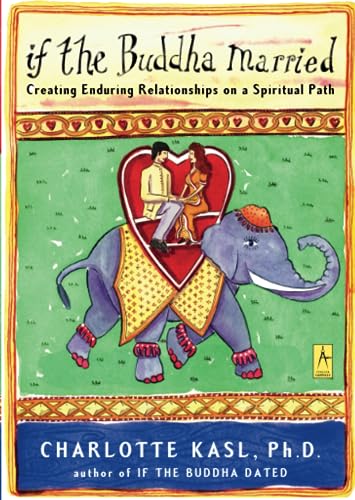 if the Buddha Married
Creating Enduring Relationships on a Spiritual Path
CHARLOTTE KASL, Ph.D.
author of IF THE BUDDHA DATED